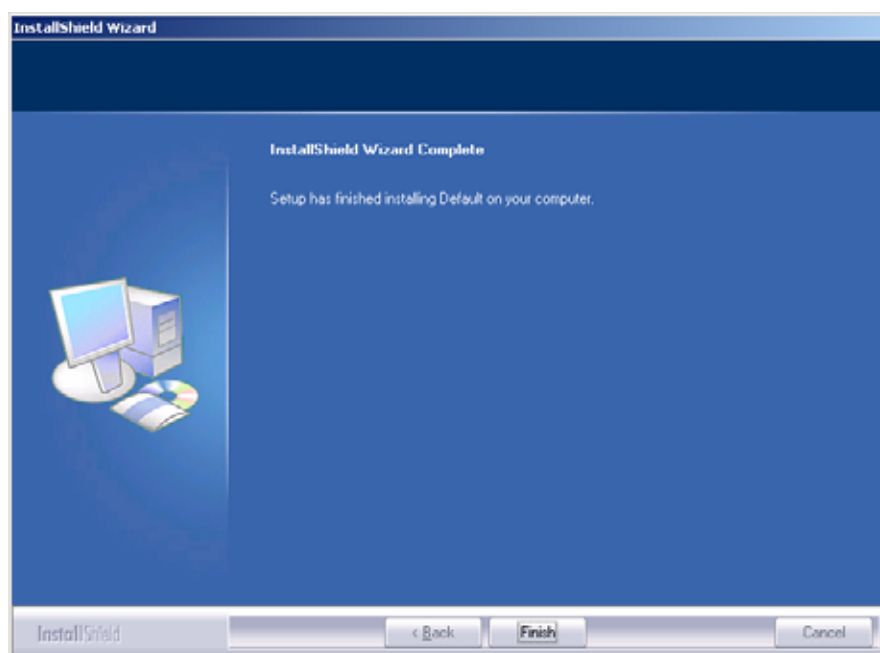 InstallShield Wizard
InstallShield Wizard Complete
Setup has finished installing Default on your computer.
InstallShield
< Back
Finish
Cancel